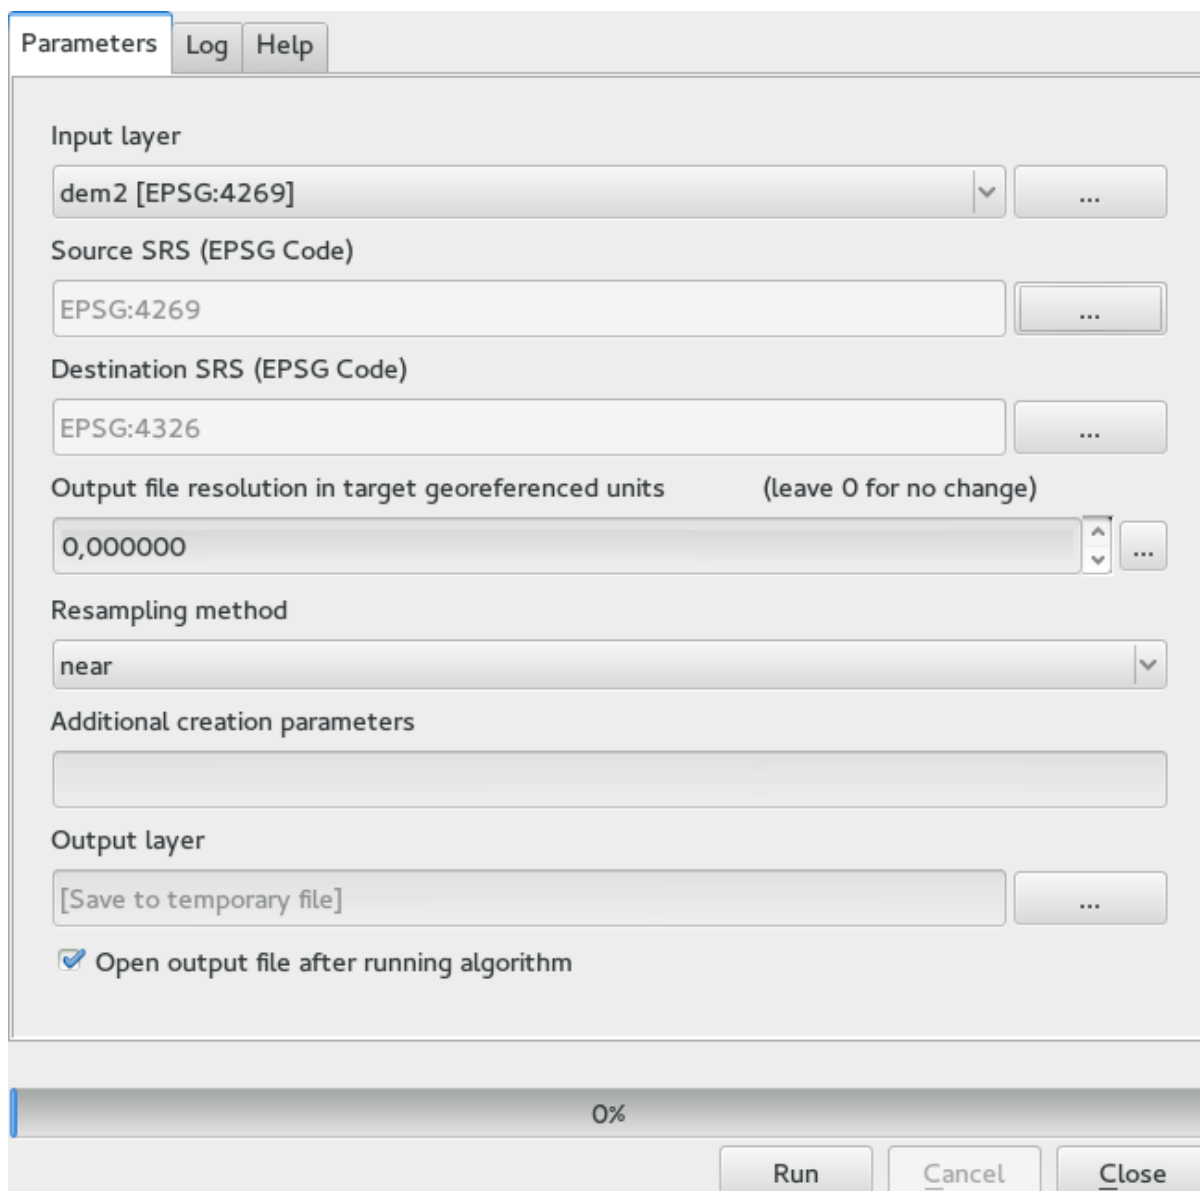 Parameters Log Help
Input layer
dem2 [EPSG:4269] ...
Source SRS (EPSG Code)
EPSG:4269 ...
Destination SRS (EPSG Code)
EPSG:4326 ...
Output file resolution in target georeferenced units (leave 0 for no change)
0,000000 ...
Resampling method
near
Additional creation parameters
Output layer
[Save to temporary file] ...
Open output file after running algorithm
0%
Run Cancel Close